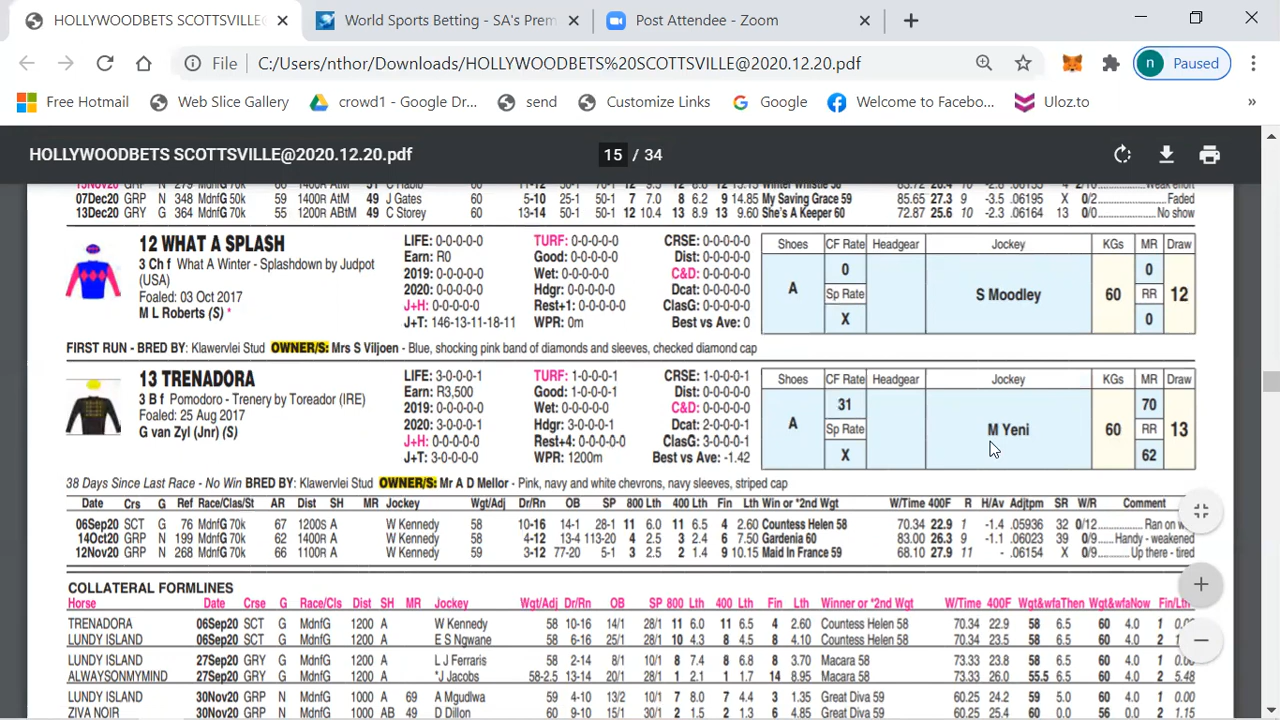 HOLLYWOODBETS SCOTTSVILLE@
World Sports Betting - SA's Prem
Post Attendee - Zoom
File C:/Users/nthor/Downloads/HOLLYWOODBETS%20SCOTTSVILLE@2020.12.20.pdf
n Paused
Free Hotmail Web Slice Gallery crowd1 - Google Dr... send Customize Links Google Welcome to Facebo... Uloz.to »
HOLLYWOODBETS SCOTTSVILLE@2020.12.20.pdf 15 / 34
07Dec20 GRP N 348 MdnfG 50k 59 1400R AtM 49 J Gates 60 5-10 25-1 50-1 7 7.0 8 6.2 9 14.85 My Saving Grace 59 85.65 27.3 9 -3.5 .06155 X 0/2 Faded
13Dec20 GRY G 364 MdnfG 70k 55 1200R ABtM 49 C Storey 60 13-14 25-1 50-1 12 10.4 13 8.9 13 9.60 She's A Keeper 60 72.87 25.6 10 -2.3 .06164 13 0/10 No show
12 WHAT A SPLASH
3 Ch f What A Winter - Splashdown by Judpot
(USA)
Foaled: 03 Oct 2017
M L Roberts (S) *
LIFE: 0-0-0-0-0 TURF: 0-0-0-0-0 CRSE: 0-0-0-0-0
Earn: R0 Good: 0-0-0-0-0 Dist: 0-0-0-0-0
2019: 0-0-0-0-0 Wet: 0-0-0-0-0 C&D: 0-0-0-0-0
2020: 0-0-0-0-0 Hdgr: 0-0-0-0-0 Dcat: 0-0-0-0-0
J+H: 0-0-0-0-0 Rest+1: 0-0-0-0-0 ClasG: 0-0-0-0-0
J+T: 146-13-11-18-11 WPR: 0m Best vs Ave: 0
Shoes CF Rate Headgear Jockey KGs MR Draw
0 0
A Sp Rate S Moodley 60 RR 12
X 0
FIRST RUN - BRED BY: Klawervlei Stud OWNER/S: Mrs S Viljoen - Blue, shocking pink band of diamonds and sleeves, checked diamond cap
13 TRENADORA
3 B f Pomodoro - Trenery by Toreador (IRE)
Foaled: 25 Aug 2017
G van Zyl (Jnr) (S)
LIFE: 3-0-0-0-1 TURF: 1-0-0-0-1 CRSE: 1-0-0-0-1
Earn: R3,500 Good: 1-0-0-0-1 Dist: 0-0-0-0-0
2019: 0-0-0-0-0 Wet: 0-0-0-0-0 C&D: 0-0-0-0-0
2020: 3-0-0-0-1 Hdgr: 3-0-0-0-1 Dcat: 2-0-0-0-1
J+H: 0-0-0-0-0 Rest+4: 0-0-0-0-0 ClasG: 3-0-0-0-1
J+T: 3-0-0-0-0 WPR: 1200m Best vs Ave: -1.42
Shoes CF Rate Headgear Jockey KGs MR Draw
31 70
A Sp Rate M Yeni 60 RR 13
X 62
38 Days Since Last Race - No Win BRED BY: Klawervlei Stud OWNER/S: Mr A D Mellor - Pink, navy and white chevrons, navy sleeves, striped cap
Date Crs G Ref Race/Clas/St AR Dist SH MR Jockey Wgt/Adj Dr/Rn OB SP 800 Lth 400 Lth Fin Lth Win or *2nd Wgt W/Time 400F R H/Av Adjtpm SR W/R Comment
06Sep20 SCT G 76 MdnfG 70k 67 1200S A W Kennedy 58 10-16 14-1 28-1 11 6.0 11 6.5 4 2.60 Countess Helen 58 70.34 22.9 1 -1.4 .05936 32 0/12 Ran on
14Oct20 GRP N 199 MdnfG 70k 62 1400R A W Kennedy 58 4-12 13-4 113-20 4 2.5 3 2.4 6 7.50 Gardenia 60 83.00 26.3 9 -1.1 .06023 39 0/9 Handy - weakened
12Nov20 GRP N 268 MdnfG 70k 66 1100R A W Kennedy 59 3-12 77-20 5-1 3 2.5 2 1.4 9 10.15 Maid In France 59 68.10 27.9 11 - .06154 X 0/9 Up there - tired
COLLATERAL FORMLINES
Horse Date Crse G Race/Cls Dist SH MR Jockey Wgt/Adj Dr/Rn OB SP 800 Lth 400 Lth Fin Lth Winner or *2nd Wgt W/Time 400F Wgt&wfaThen Wgt&wfaNow Fin/Lth
TRENADORA 06Sep20 SCT G MdnfG 1200 A W Kennedy 58 10-16 14/1 28/1 11 6.0 11 6.5 4 2.60 Countess Helen 58 70.34 22.9 58 6.5 60 4.0 1
LUNDY ISLAND 06Sep20 SCT G MdnfG 1200 A E S Ngwane 58 6-16 25/1 28/1 10 4.3 10 4.3 8 4.10 Countess Helen 58 70.34 23.5 58 6.5 60 4.0 2
LUNDY ISLAND 27Sep20 GRY G MdnfG 1200 A L J Ferraris 58 2-14 8/1 10/1 8 7.4 8 6.8 8 3.70 Macara 58 73.33 23.8 58 6.5 60 4.0 1 0.00
ALWAYSONMYMIND 27Sep20 GRY G MdnfG 1200 A *J Jacobs 58-2.5 13-14 20/1 28/1 1 2.1 1 1.7 14 8.95 Macara 58 73.33 26.0 55.5 6.5 60 4.0 2 5.48
LUNDY ISLAND 30Nov20 GRP N MdnfG 1000 A 69 A Mgudlwa 59 4-10 13/2 10/1 7 8.0 7 4.4 3 1.35 Great Diva 59 60.25 24.2 59 5.0 60 4.0 1 0.00
ZIVA NOIR 30Nov20 GRP N MdnfG 1000 AB 49 D Dillon 60 9-10 15/1 30/1 2 1.5 2 1.3 6 4.85 Great Diva 59 60.25 24.9 60 5.0 56 4.0 2 1.15